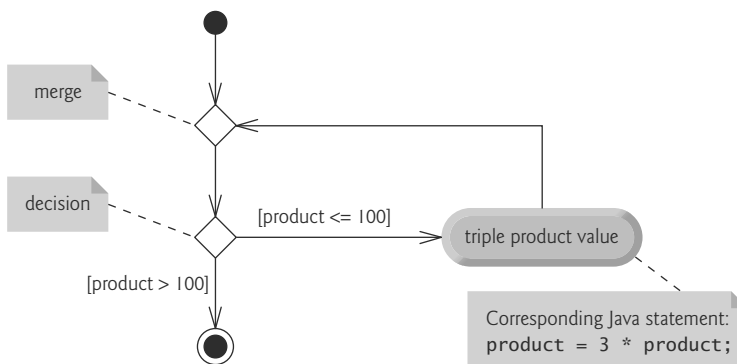 merge
decision
[product <= 100]
triple product value
[product > 100]
Corresponding Java statement:
product = 3 * product;